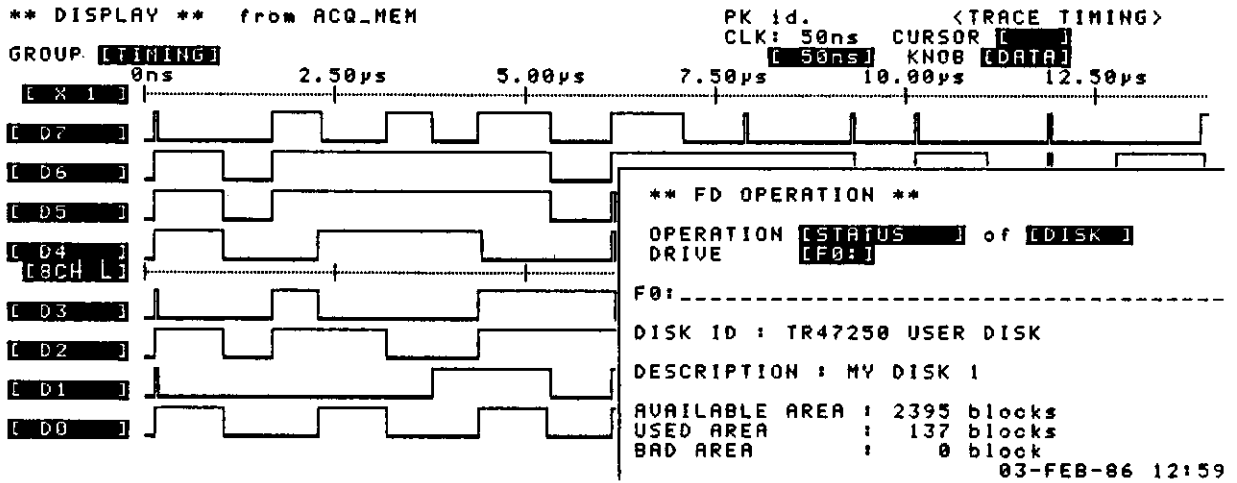 ** DISPLAY ** from ACQ_MEM PK id. <TRACE TIMING>
CLK: 50ns CURSOR [ ]
GROUP [TIMING] [ 50ns] KNOB [DATA]
0ns 2.50µs 5.00µs 7.50µs 10.00µs 12.50µs
[ X 1 ]
[ D7 ]
[ D6 ]
[ D5 ]
[ D4 ]
[8CH L]
[ D3 ]
[ D2 ]
[ D1 ]
[ D0 ]
** FD OPERATION **
OPERATION [STATUS ] of [DISK ]
DRIVE [F0:]
F0:
DISK ID : TR47250 USER DISK
DESCRIPTION : MY DISK 1
AVAILABLE AREA : 2395 blocks
USED AREA : 137 blocks
BAD AREA : 0 block
03-FEB-86 12:59